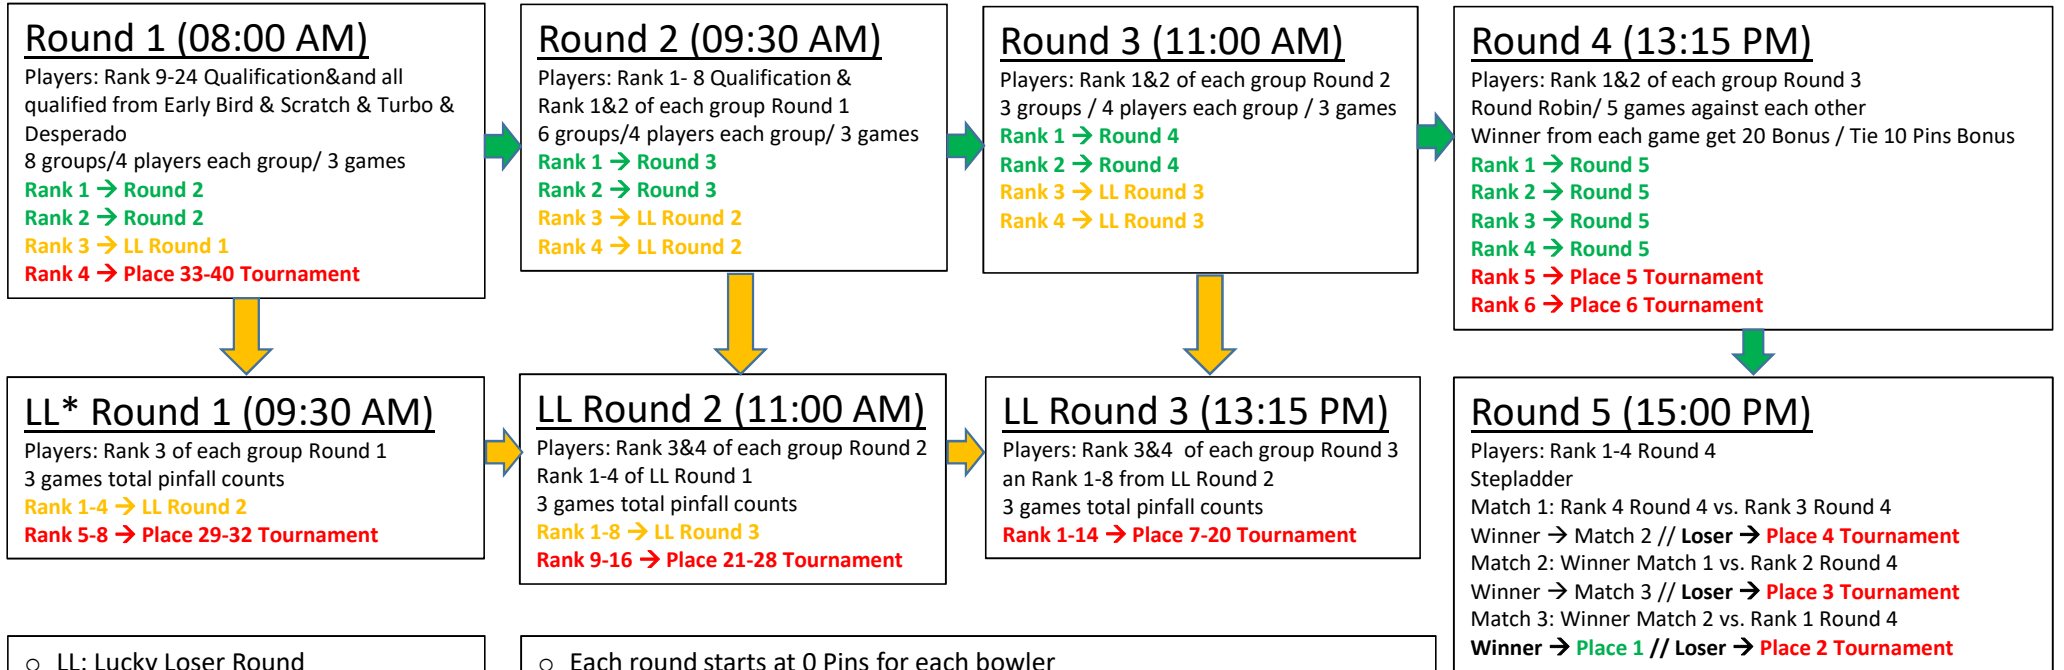 Round 1 (08:00 AM)
Players: Rank 9-24 Qualification&and all
qualified from Early Bird & Scratch & Turbo &
Desperado
8 groups/4 players each group/ 3 games
Rank 1 → Round 2
Rank 2 → Round 2
Rank 3 → LL Round 1
Rank 4 → Place 33-40 Tournament
Round 2 (09:30 AM)
Players: Rank 1- 8 Qualification &
Rank 1&2 of each group Round 1
6 groups/4 players each group/ 3 games
Rank 1 → Round 3
Rank 2 → Round 3
Rank 3 → LL Round 2
Rank 4 → LL Round 2
Round 3 (11:00 AM)
Players: Rank 1&2 of each group Round 2
3 groups / 4 players each group / 3 games
Rank 1 → Round 4
Rank 2 → Round 4
Rank 3 → LL Round 3
Rank 4 → LL Round 3
Round 4 (13:15 PM)
Players: Rank 1&2 of each group Round 3
Round Robin/ 5 games against each other
Winner from each game get 20 Bonus / Tie 10 Pins Bonus
Rank 1 → Round 5
Rank 2 → Round 5
Rank 3 → Round 5
Rank 4 → Round 5
Rank 5 → Place 5 Tournament
Rank 6 → Place 6 Tournament
LL* Round 1 (09:30 AM)
Players: Rank 3 of each group Round 1
3 games total pinfall counts
Rank 1-4 → LL Round 2
Rank 5-8 → Place 29-32 Tournament
LL Round 2 (11:00 AM)
Players: Rank 3&4 of each group Round 2
Rank 1-4 of LL Round 1
3 games total pinfall counts
Rank 1-8 → LL Round 3
Rank 9-16 → Place 21-28 Tournament
LL Round 3 (13:15 PM)
Players: Rank 3&4 of each group Round 3
an Rank 1-8 from LL Round 2
3 games total pinfall counts
Rank 1-14 → Place 7-20 Tournament
Round 5 (15:00 PM)
Players: Rank 1-4 Round 4
Stepladder
Match 1: Rank 4 Round 4 vs. Rank 3 Round 4
Winner → Match 2 // Loser → Place 4 Tournament
Match 2: Winner Match 1 vs. Rank 2 Round 4
Winner → Match 3 // Loser → Place 3 Tournament
Match 3: Winner Match 2 vs. Rank 1 Round 4
Winner → Place 1 // Loser → Place 2 Tournament
○ LL: Lucky Loser Round
○ Each round starts at 0 Pins for each bowler